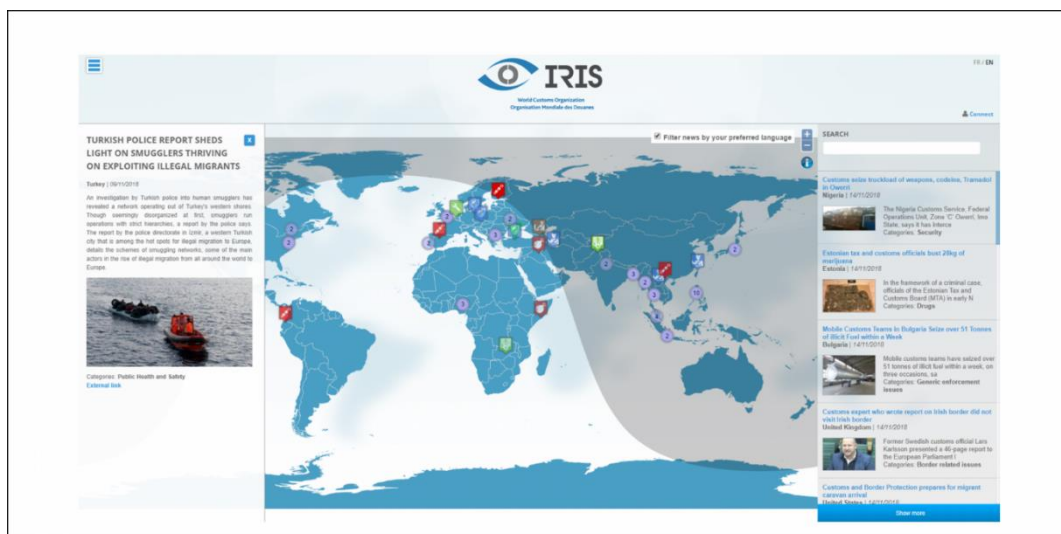 IRIS
World Customs Organisation
Organisation Mondiale des Douanes
FR / EN
Connect
TURKISH POLICE REPORT SHEDS
LIGHT ON SMUGGLERS THRIVING
ON EXPLOITING ILLEGAL MIGRANTS
x
Turkey | 09/11/2018
An investigation by Turkish police into human smugglers has
revealed a network operating out of Turkey's western shores.
Though seemingly disorganized at first, smugglers run
operations with strict hierarchies, a report by the police says.
The report by the police directorate in Izmir, a western Turkish
city that is among the hot spots for illegal migration to Europe,
details the schemes of smuggling networks, some of the main
actors in the rise of illegal migration from all around the world to
Europe.
Categories: Public Health and Safety
External link
Filter news by your preferred language
+
−
i
SEARCH
Customs seize truckload of weapons, codeine, Tramadol
in Owerri
Nigeria | 14/11/2018
The Nigeria Customs Service, Federal
Operations Unit, Zone 'C' Owerri, Imo
State, says it has interce
Categories: Security
Estonian tax and customs officials bust 28kg of
marijuana
Estonia | 14/11/2018
In the framework of a criminal case,
officials of the Estonian Tax and
Customs Board (MTA) in early N
Categories: Drugs
Mobile Customs Teams in Bulgaria Seize over 51 Tonnes
of Illicit Fuel within a Week
Bulgaria | 14/11/2018
Mobile customs teams have seized over
51 tonnes of illicit fuel within a week, on
three occasions, sa
Categories: Generic enforcement
issues
Customs expert who wrote report on Irish border did not
visit Irish border
United Kingdom | 14/11/2018
Former Swedish customs official Lars
Karlsson presented a 46-page report to
the European Parliament i
Categories: Border related issues
Customs and Border Protection prepares for migrant
caravan arrival
United States | 14/11/2018
Show more